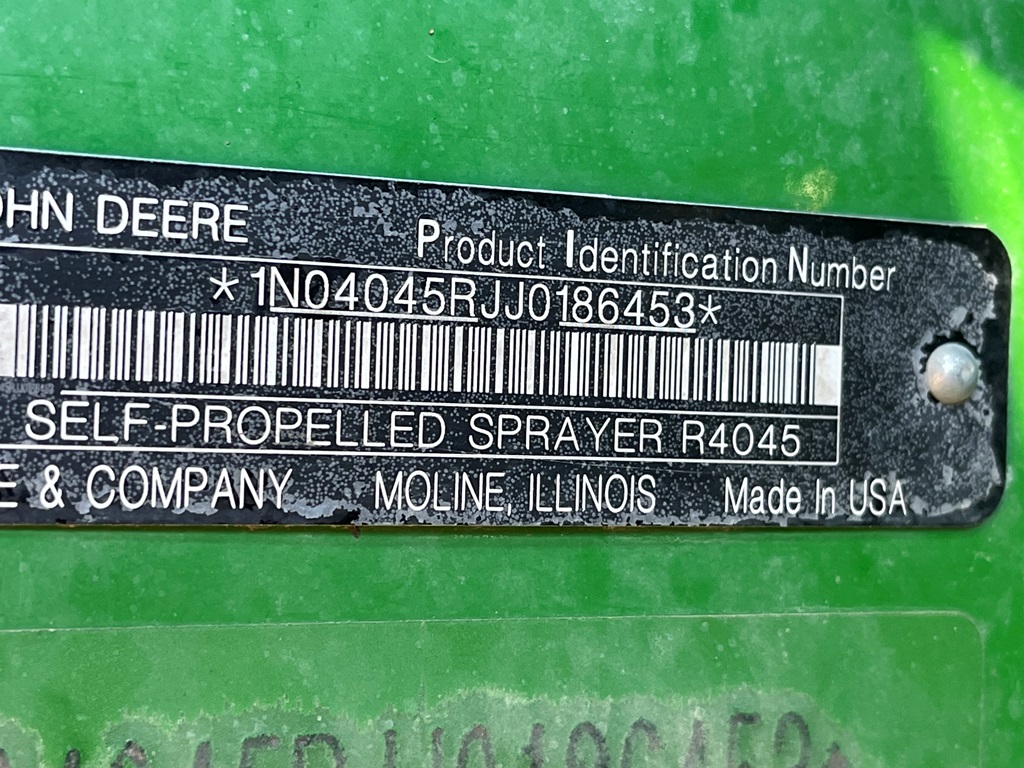 OHN DEERE
Product Identification Number
*1N04045RJJ0186453*
SELF-PROPELLED SPRAYER R4045
E & COMPANY MOLINE, ILLINOIS Made In USA